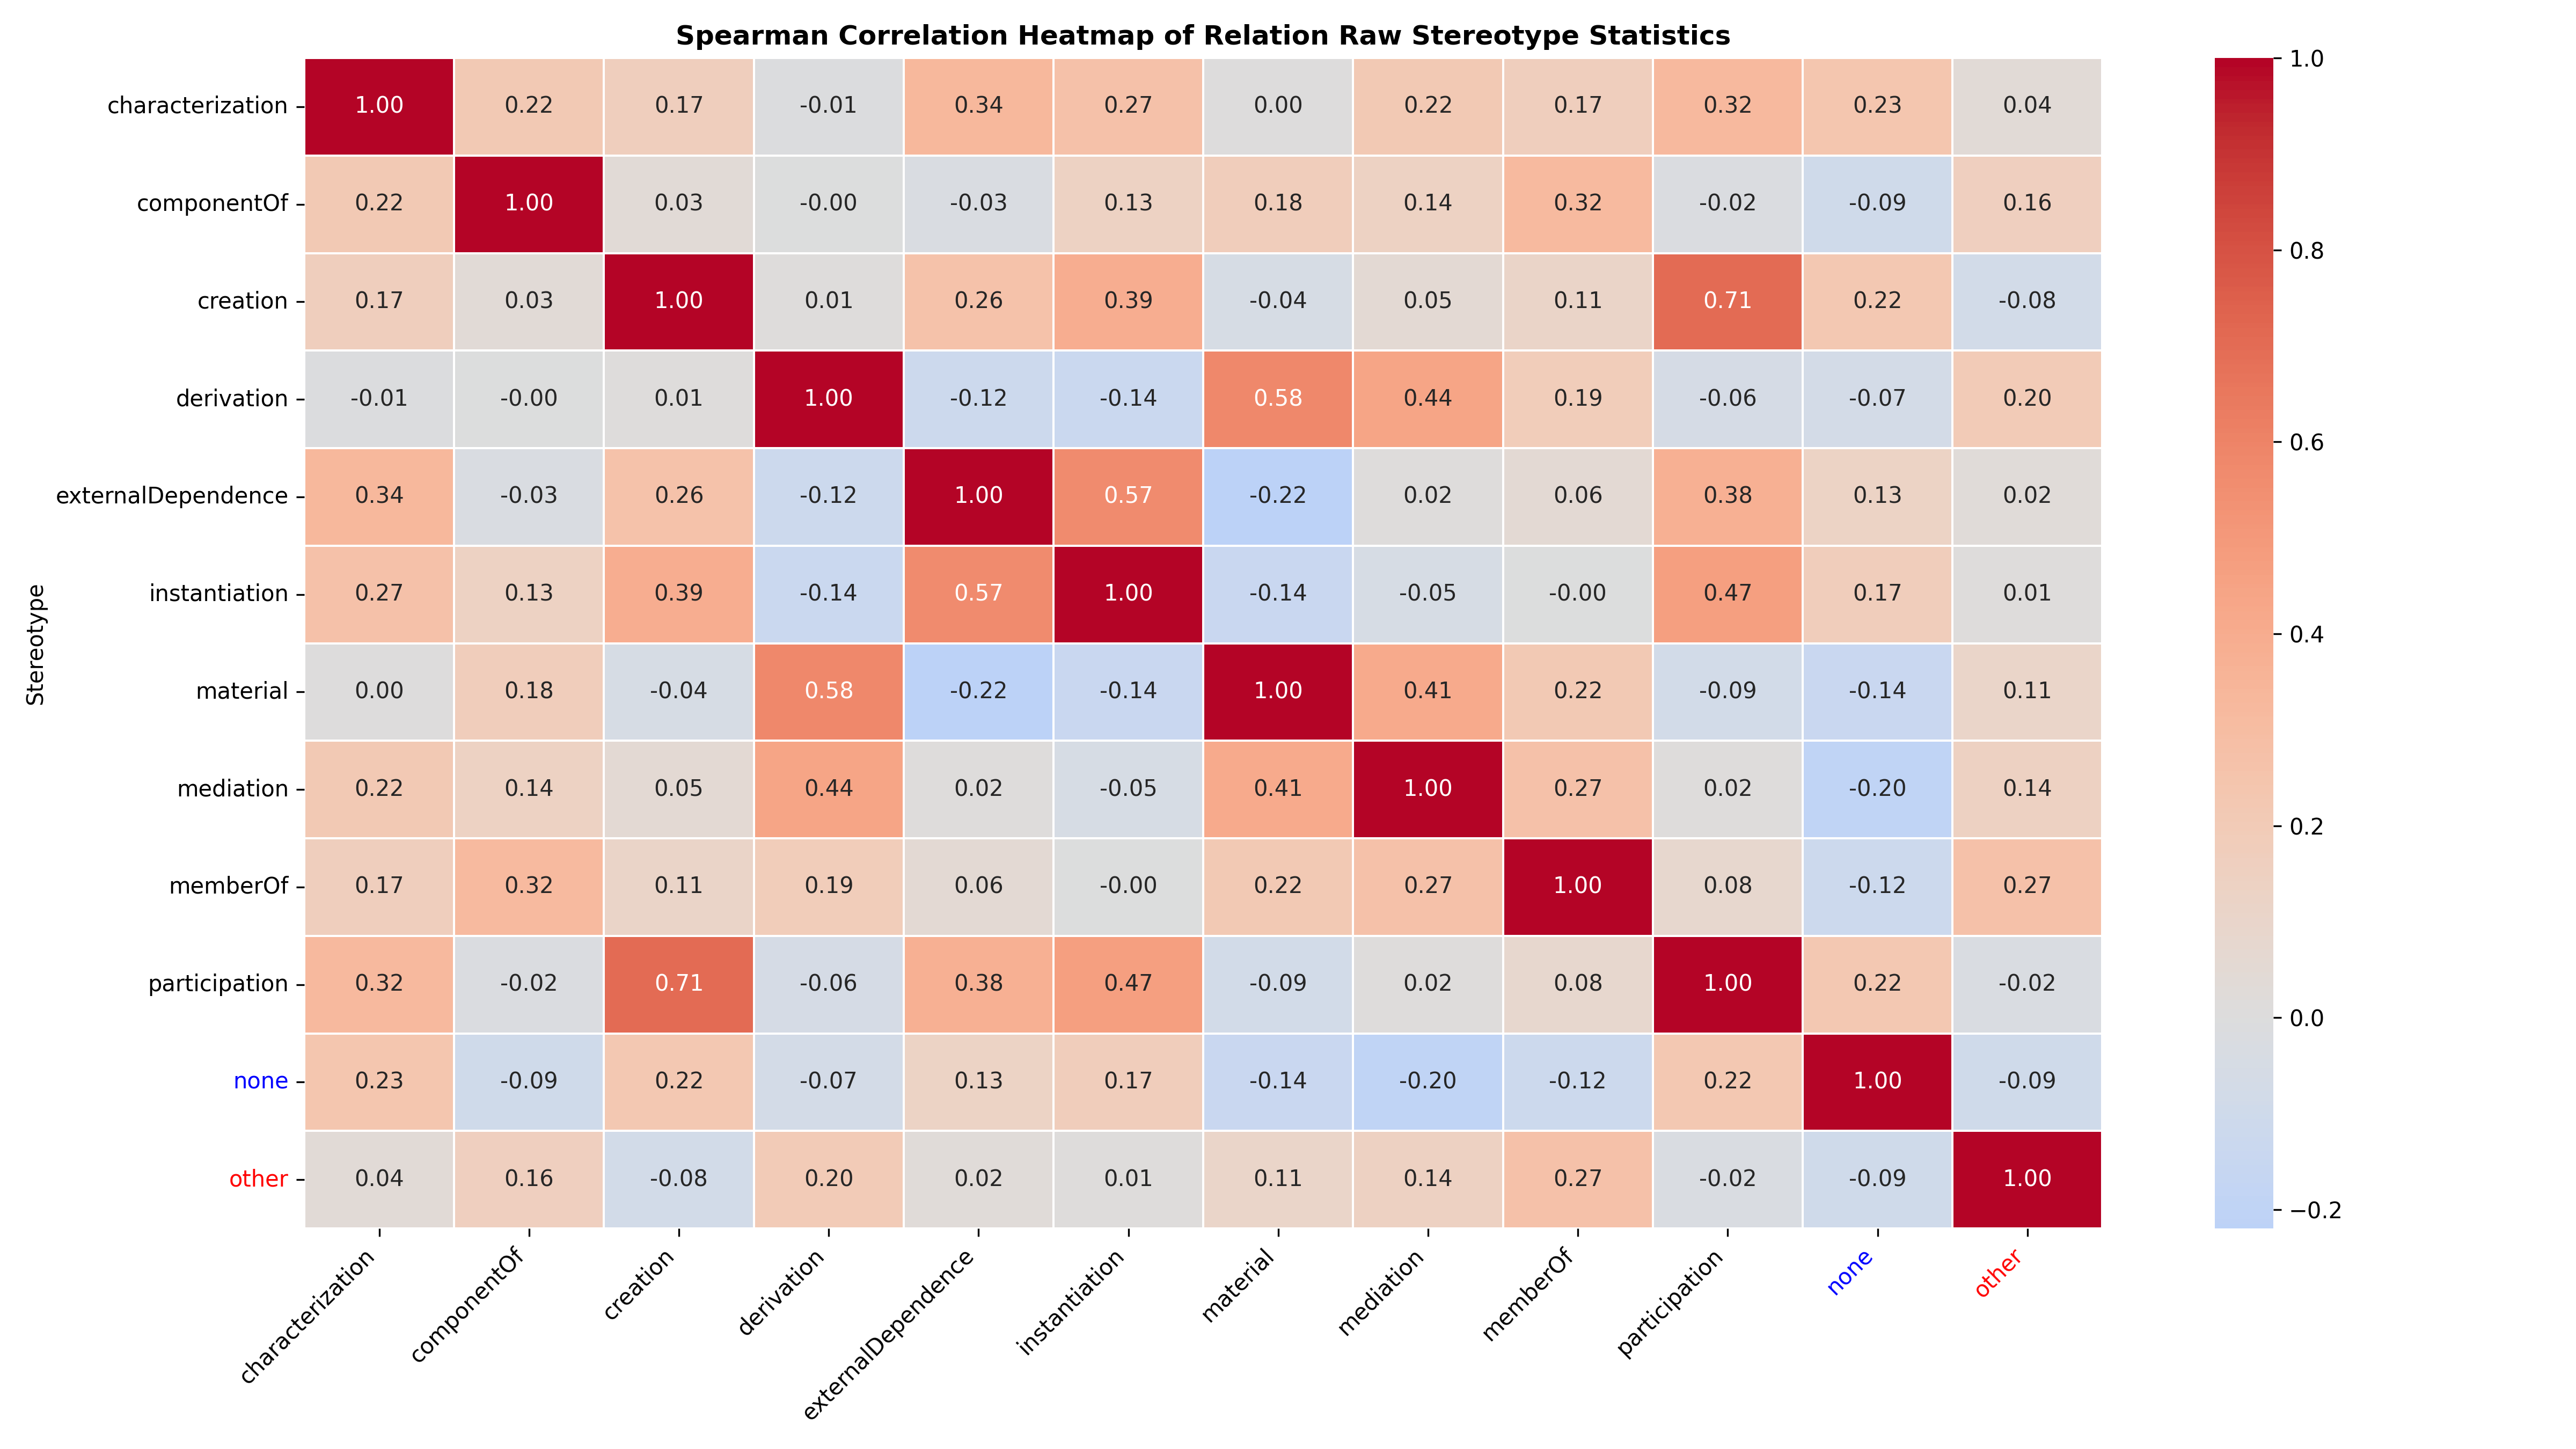 Spearman Correlation Heatmap of Relation Raw Stereotype Statistics
characterization 1.00 0.22 0.17 -0.01 0.34 0.27 0.00 0.22 0.17 0.32 0.23 0.04
componentOf 0.22 1.00 0.03 -0.00 -0.03 0.13 0.18 0.14 0.32 -0.02 -0.09 0.16
creation 0.17 0.03 1.00 0.01 0.26 0.39 -0.04 0.05 0.11 0.71 0.22 -0.08
derivation -0.01 -0.00 0.01 1.00 -0.12 -0.14 0.58 0.44 0.19 -0.06 -0.07 0.20
externalDependence 0.34 -0.03 0.26 -0.12 1.00 0.57 -0.22 0.02 0.06 0.38 0.13 0.02
instantiation 0.27 0.13 0.39 -0.14 0.57 1.00 -0.14 -0.05 -0.00 0.47 0.17 0.01
material 0.00 0.18 -0.04 0.58 -0.22 -0.14 1.00 0.41 0.22 -0.09 -0.14 0.11
mediation 0.22 0.14 0.05 0.44 0.02 -0.05 0.41 1.00 0.27 0.02 -0.20 0.14
memberOf 0.17 0.32 0.11 0.19 0.06 -0.00 0.22 0.27 1.00 0.08 -0.12 0.27
participation 0.32 -0.02 0.71 -0.06 0.38 0.47 -0.09 0.02 0.08 1.00 0.22 -0.02
none 0.23 -0.09 0.22 -0.07 0.13 0.17 -0.14 -0.20 -0.12 0.22 1.00 -0.09
other 0.04 0.16 -0.08 0.20 0.02 0.01 0.11 0.14 0.27 -0.02 -0.09 1.00
Stereotype
characterization
componentOf
creation
derivation
externalDependence
instantiation
material
mediation
memberOf
participation
none
other
1.0
0.8
0.6
0.4
0.2
0.0
−0.2